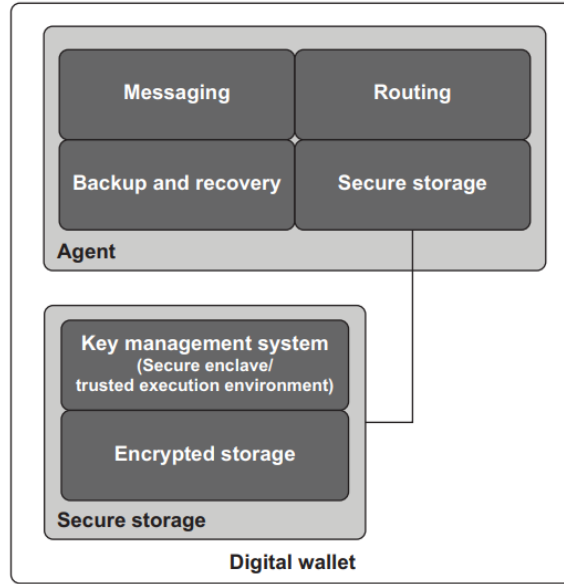 Messaging
Routing
Backup and recovery
Secure storage
Agent
Key management system
(Secure enclave/
trusted execution environment)
Encrypted storage
Secure storage
Digital wallet